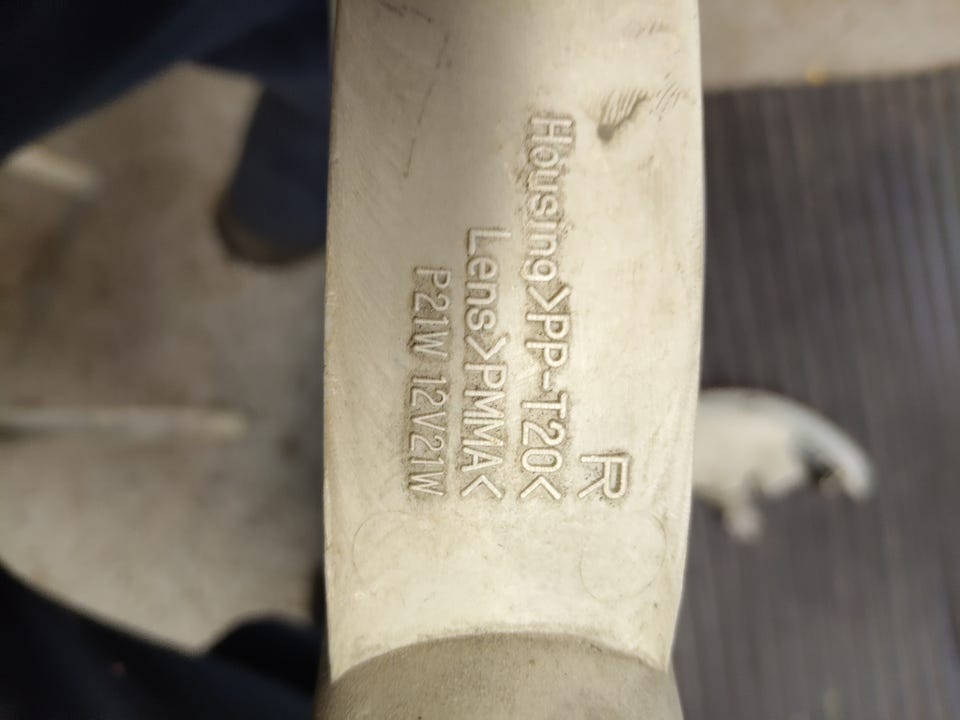 R
Housing>PP-T20<
Lens>PMMA<
P21W 12V21W